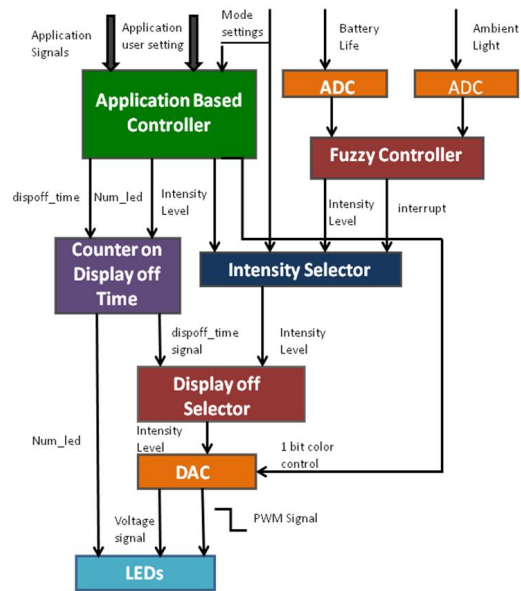 Application
Signals
Application
user setting
Mode
settings
Battery
Life
Ambient
Light
Application Based
Controller
ADC
ADC
Fuzzy Controller
dispoff_time
Num_led
Intensity
Level
Intensity
Level
interrupt
Counter on
Display off
Time
Intensity Selector
dispoff_time
signal
Intensity
Level
Display off
Selector
Num_led
Intensity
Level
1 bit color
control
DAC
Voltage
signal
PWM Signal
LEDs